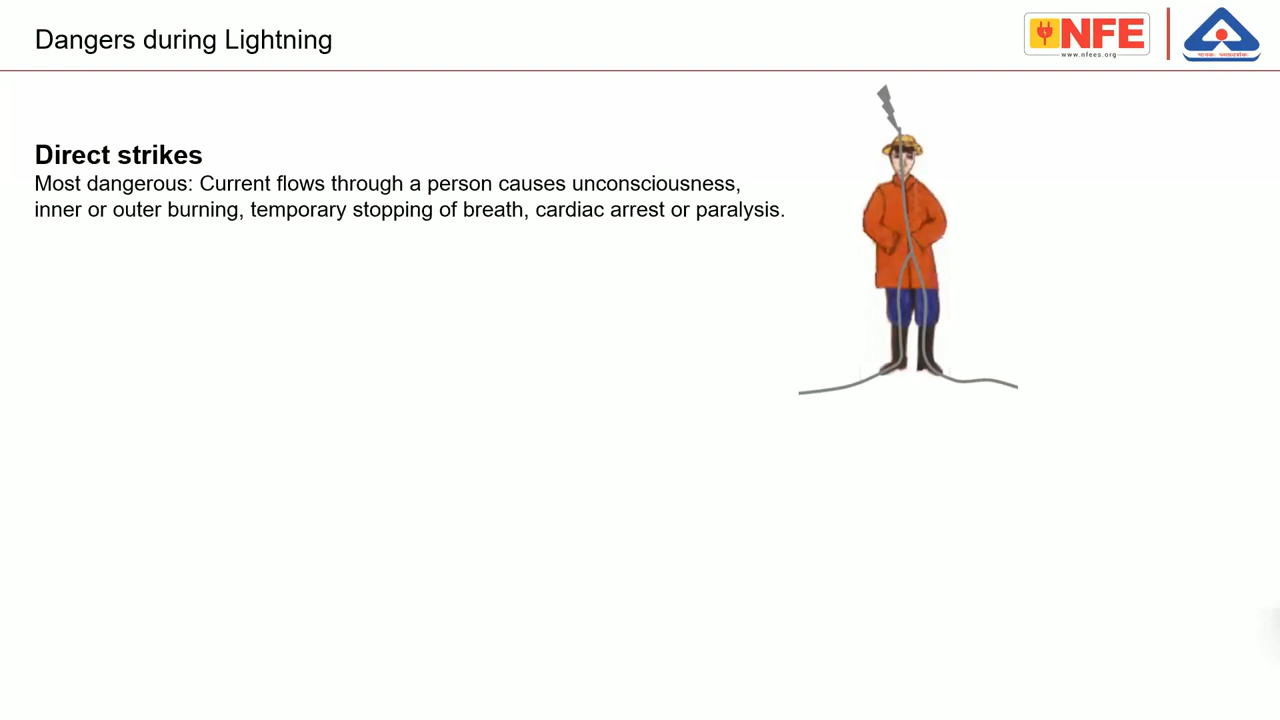 Dangers during Lightning
NFE
www.nfees.org
Direct strikes
Most dangerous: Current flows through a person causes unconsciousness,
inner or outer burning, temporary stopping of breath, cardiac arrest or paralysis.